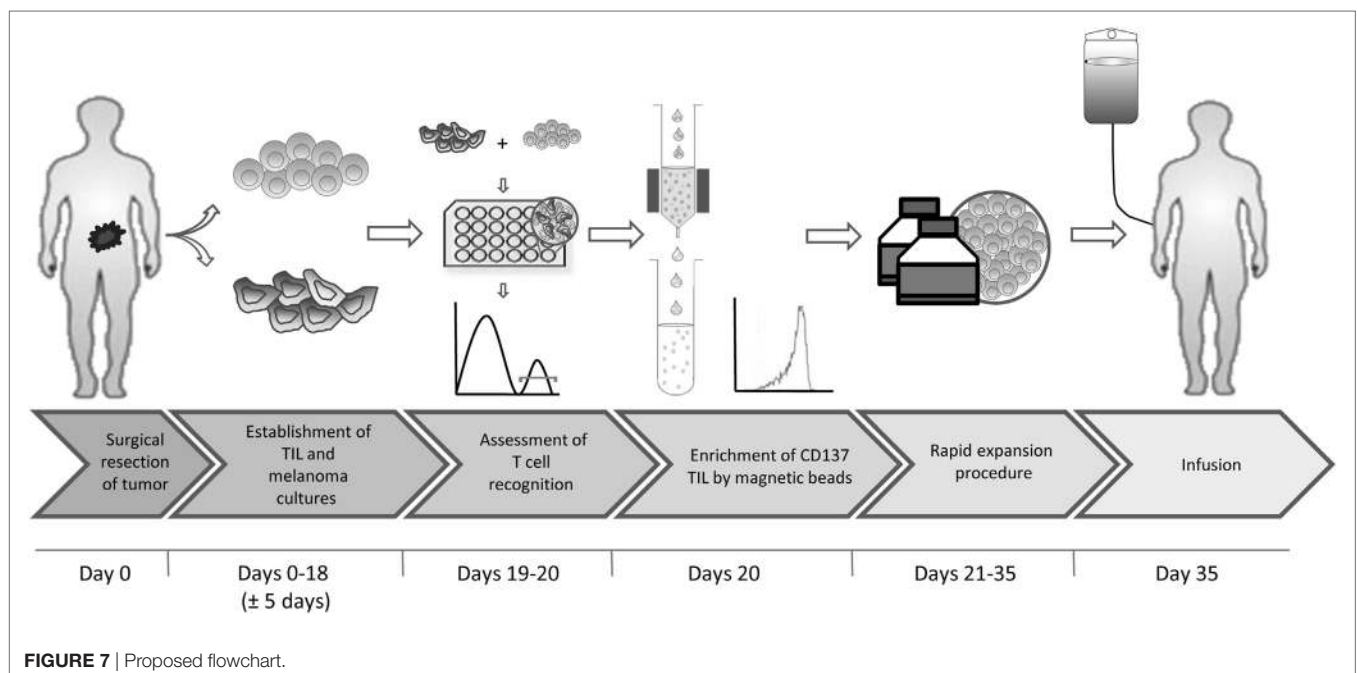 +
Surgical
resection
of tumor
Establishment of
TIL and
melanoma
cultures
Assessment of
T cell
recognition
Enrichment of CD137
TIL by magnetic beads
Rapid expansion
procedure
Infusion
Day 0
Days 0-18
(± 5 days)
Days 19-20
Days 20
Days 21-35
Day 35
FIGURE 7 | Proposed flowchart.